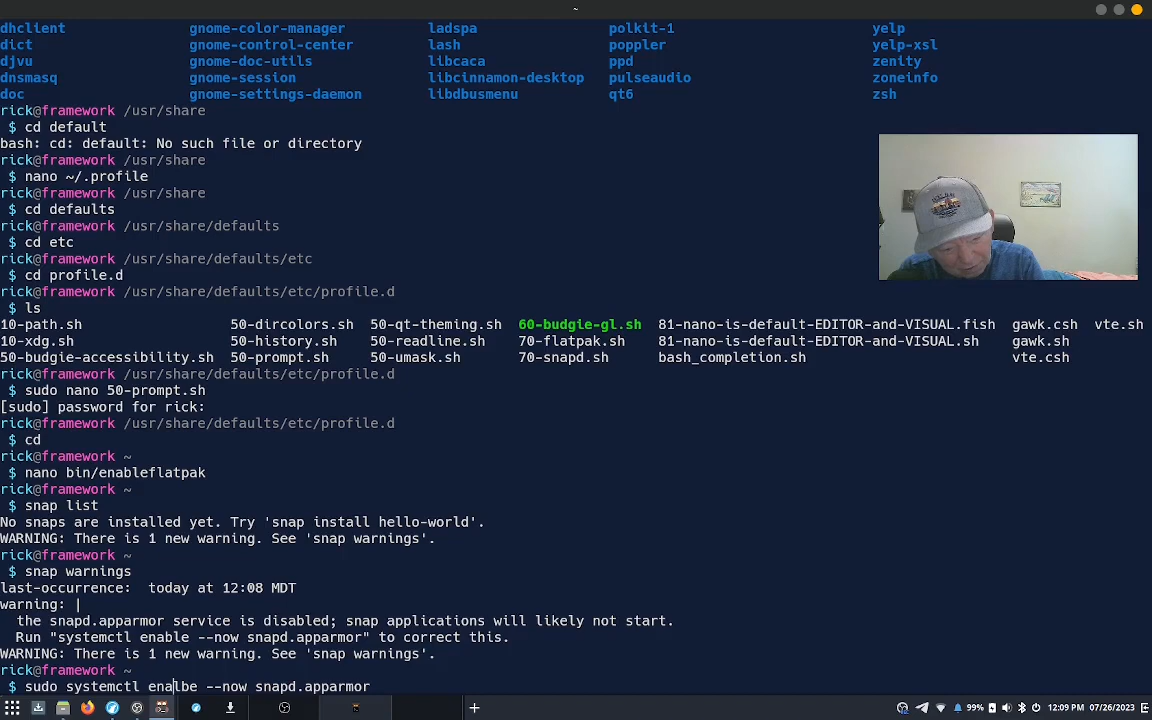 ~
dhclient gnome-color-manager ladspa polkit-1 yelp
dict gnome-control-center lash poppler yelp-xsl
djvu gnome-doc-utils libcaca ppd zenity
dnsmasq gnome-session libcinnamon-desktop pulseaudio zoneinfo
doc gnome-settings-daemon libdbusmenu qt6 zsh
rick@framework /usr/share
$ cd default
bash: cd: default: No such file or directory
rick@framework /usr/share
$ nano ~/.profile
rick@framework /usr/share
$ cd defaults
rick@framework /usr/share/defaults
$ cd etc
rick@framework /usr/share/defaults/etc
$ cd profile.d
rick@framework /usr/share/defaults/etc/profile.d
$ ls
10-path.sh 50-dircolors.sh 50-qt-theming.sh 60-budgie-gl.sh 81-nano-is-default-EDITOR-and-VISUAL.fish gawk.csh vte.sh
10-xdg.sh 50-history.sh 50-readline.sh 70-flatpak.sh 81-nano-is-default-EDITOR-and-VISUAL.sh gawk.sh
50-budgie-accessibility.sh 50-prompt.sh 50-umask.sh 70-snapd.sh bash_completion.sh vte.csh
rick@framework /usr/share/defaults/etc/profile.d
$ sudo nano 50-prompt.sh
[sudo] password for rick:
rick@framework /usr/share/defaults/etc/profile.d
$ cd
rick@framework ~
$ nano bin/enableflatpak
rick@framework ~
$ snap list
No snaps are installed yet. Try 'snap install hello-world'.
WARNING: There is 1 new warning. See 'snap warnings'.
rick@framework ~
$ snap warnings
last-occurrence: today at 12:08 MDT
warning: |
the snapd.apparmor service is disabled; snap applications will likely not start.
Run "systemctl enable --now snapd.apparmor" to correct this.
WARNING: There is 1 new warning. See 'snap warnings'.
rick@framework ~
$ sudo systemctl enalbe --now snapd.apparmor
99% 07/26/2023 12:09 PM